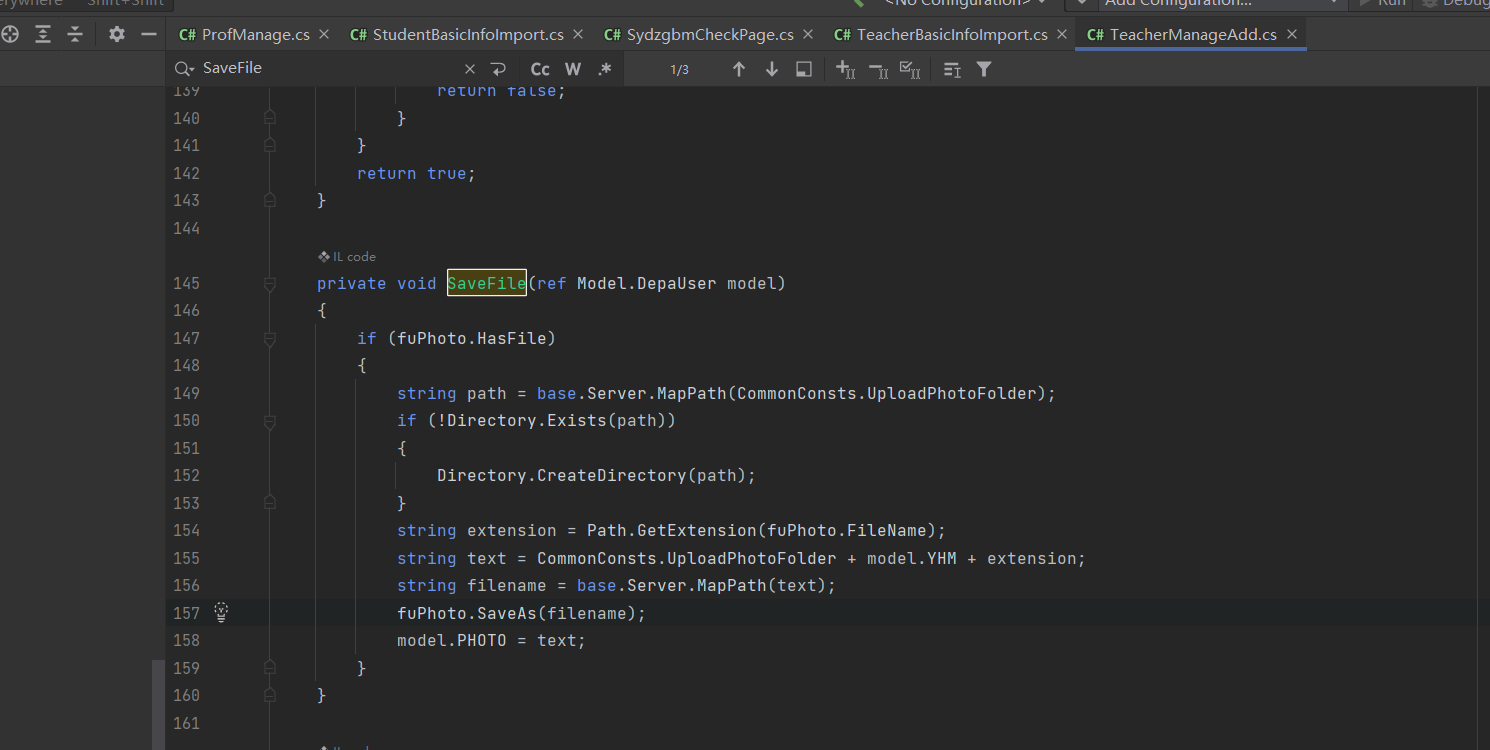 erywhere Shift+Shift <No Configuration> Add Configuration... Run Debug
C# ProfManage.cs × C# StudentBasicInfoImport.cs × C# SydzgbmCheckPage.cs × C# TeacherBasicInfoImport.cs × C# TeacherManageAdd.cs ×
SaveFile × Cc W .* 1/3
139 return false;
140 }
141 }
142 return true;
143 }
144
IL code
145 private void SaveFile(ref Model.DepaUser model)
146 {
147 if (fuPhoto.HasFile)
148 {
149 string path = base.Server.MapPath(CommonConsts.UploadPhotoFolder);
150 if (!Directory.Exists(path))
151 {
152 Directory.CreateDirectory(path);
153 }
154 string extension = Path.GetExtension(fuPhoto.FileName);
155 string text = CommonConsts.UploadPhotoFolder + model.YHM + extension;
156 string filename = base.Server.MapPath(text);
157 fuPhoto.SaveAs(filename);
158 model.PHOTO = text;
159 }
160 }
161